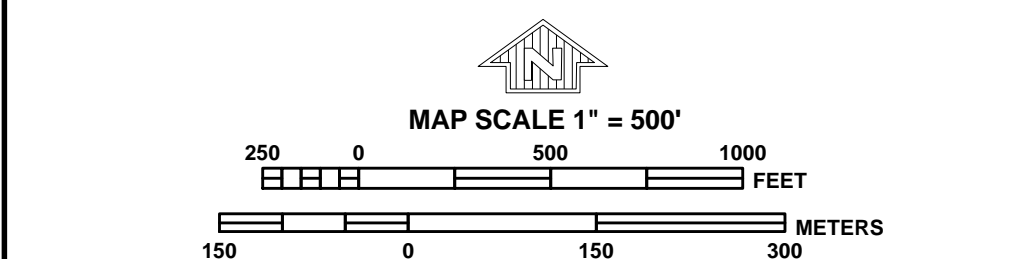 N
MAP SCALE 1" = 500'
250 0 500 1000
FEET
METERS
150 0 150 300